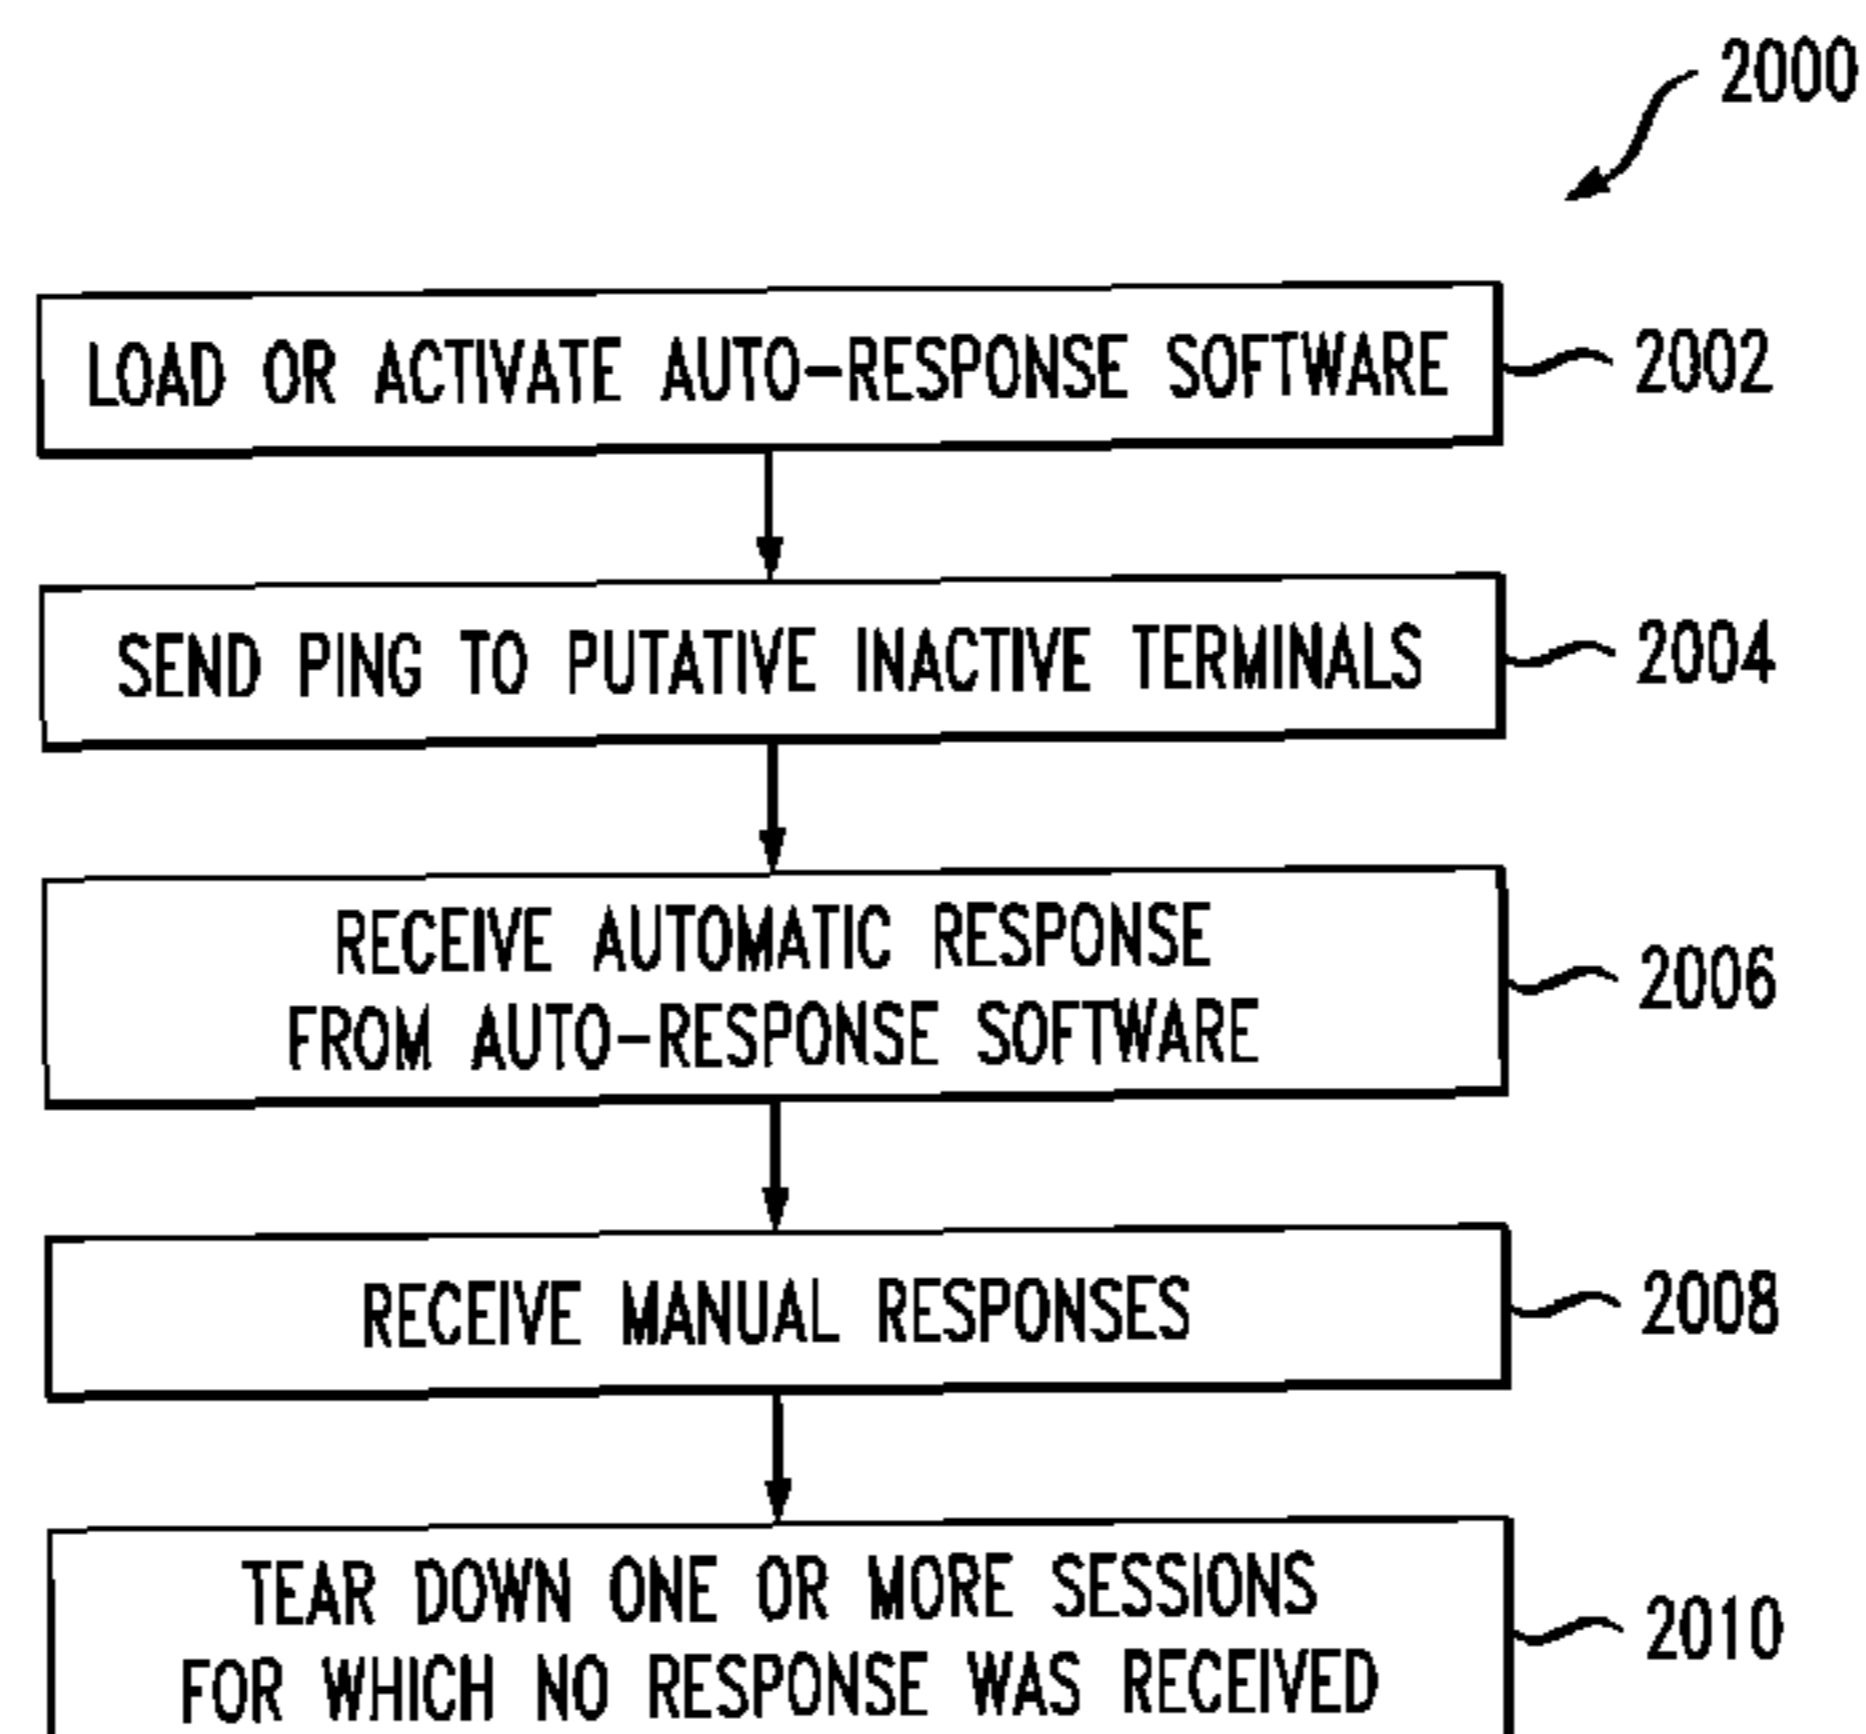 2000
LOAD OR ACTIVATE AUTO-RESPONSE SOFTWARE
2002
SEND PING TO PUTATIVE INACTIVE TERMINALS
2004
RECEIVE AUTOMATIC RESPONSE
FROM AUTO-RESPONSE SOFTWARE
2006
RECEIVE MANUAL RESPONSES
2008
TEAR DOWN ONE OR MORE SESSIONS
FOR WHICH NO RESPONSE WAS RECEIVED
2010